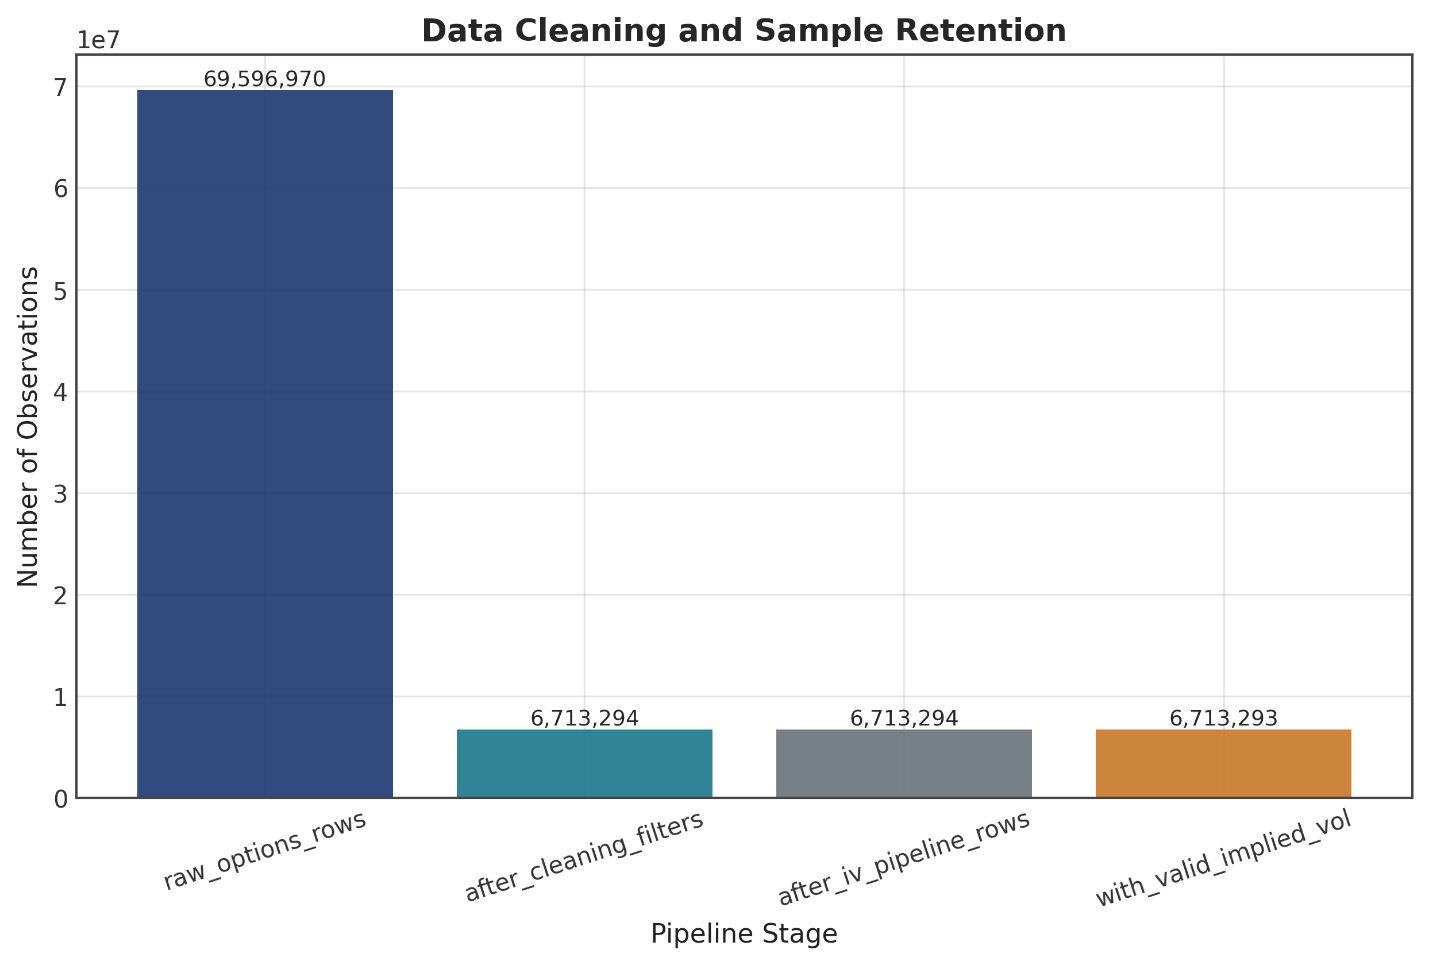 Data Cleaning and Sample Retention
1e7
7
6
5
4
3
2
1
0
Number of Observations
69,596,970
6,713,294
6,713,294
6,713,293
raw_options_rows
after_cleaning_filters
after_iv_pipeline_rows
with_valid_implied_vol
Pipeline Stage